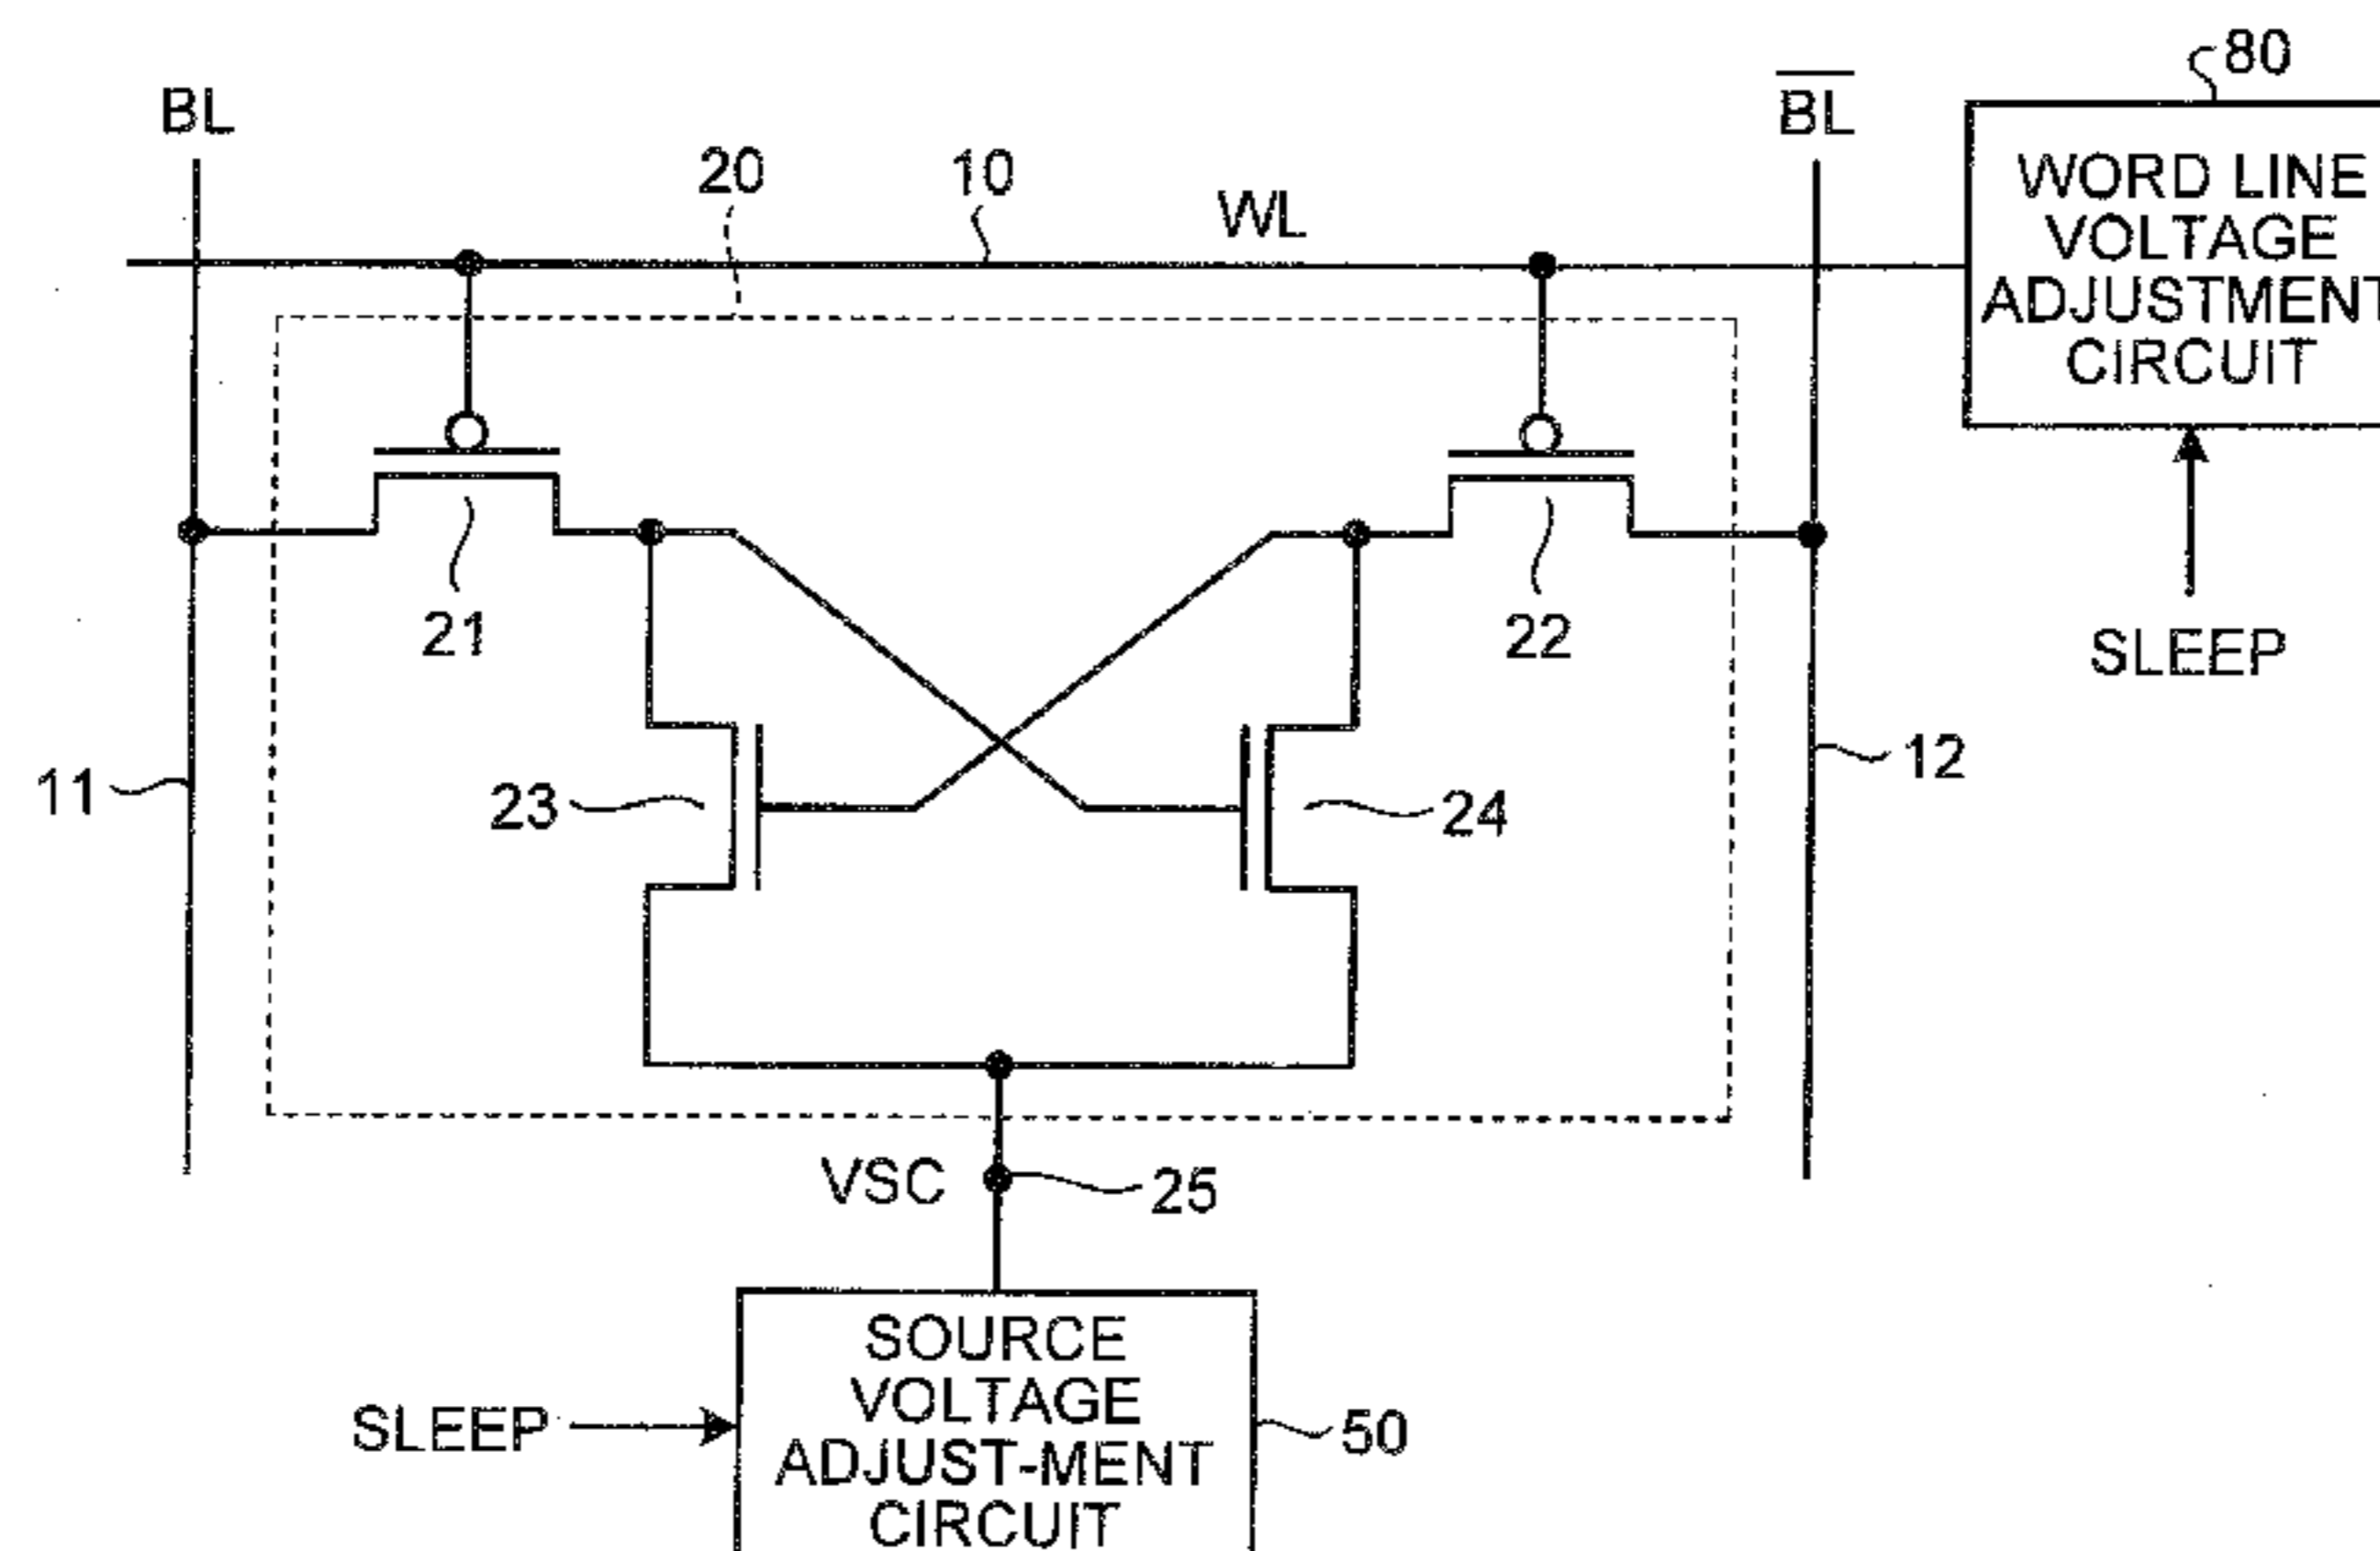 80
BL
B̅L̅
20
10
WL
WORD LINE
VOLTAGE
ADJUSTMENT
CIRCUIT
21
22
SLEEP
11
23
24
12
VSC
25
SOURCE
VOLTAGE
ADJUST-MENT
CIRCUIT
SLEEP
50